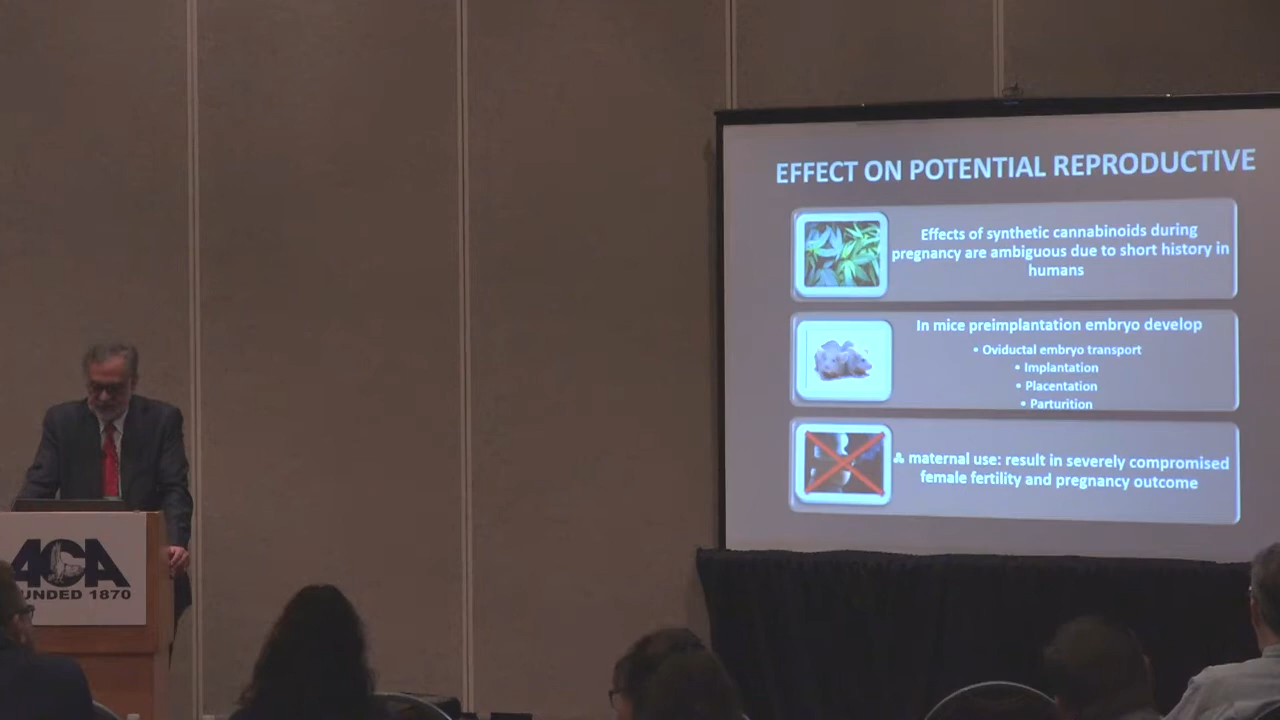 EFFECT ON POTENTIAL REPRODUCTIVE
Effects of synthetic cannabinoids during
pregnancy are ambiguous due to short history in
humans
In mice preimplantation embryo develop
• Oviductal embryo transport
• Implantation
• Placentation
• Parturition
& maternal use: result in severely compromised
female fertility and pregnancy outcome
ACA
UNDED 1870